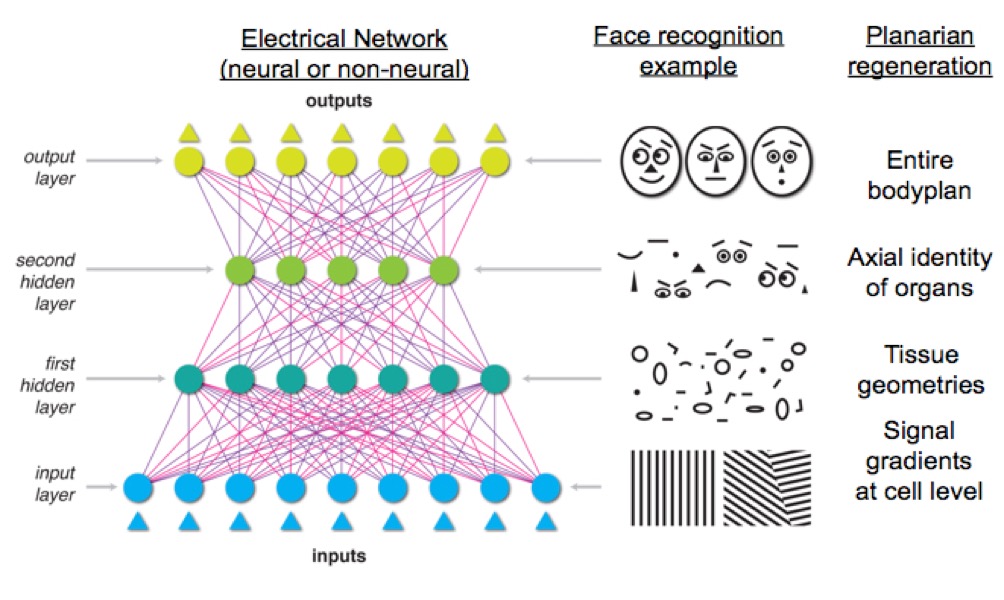 Electrical Network
(neural or non-neural)
Face recognition
example
Planarian
regeneration
outputs
output
layer
Entire
bodyplan
second
hidden
layer
Axial identity
of organs
first
hidden
layer
Tissue
geometries
input
layer
Signal
gradients
at cell level
inputs